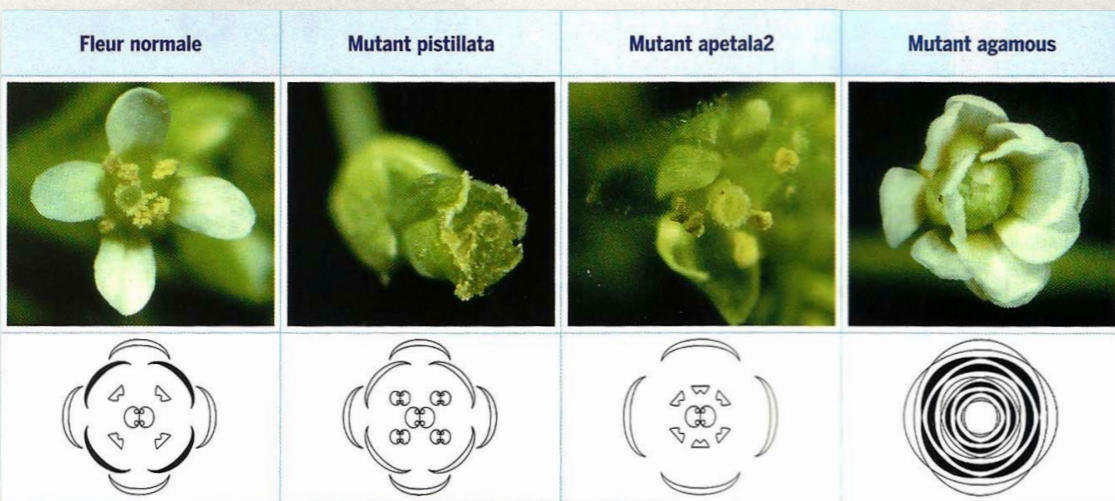 Fleur normale
Mutant pistillata
Mutant apetala2
Mutant agamous